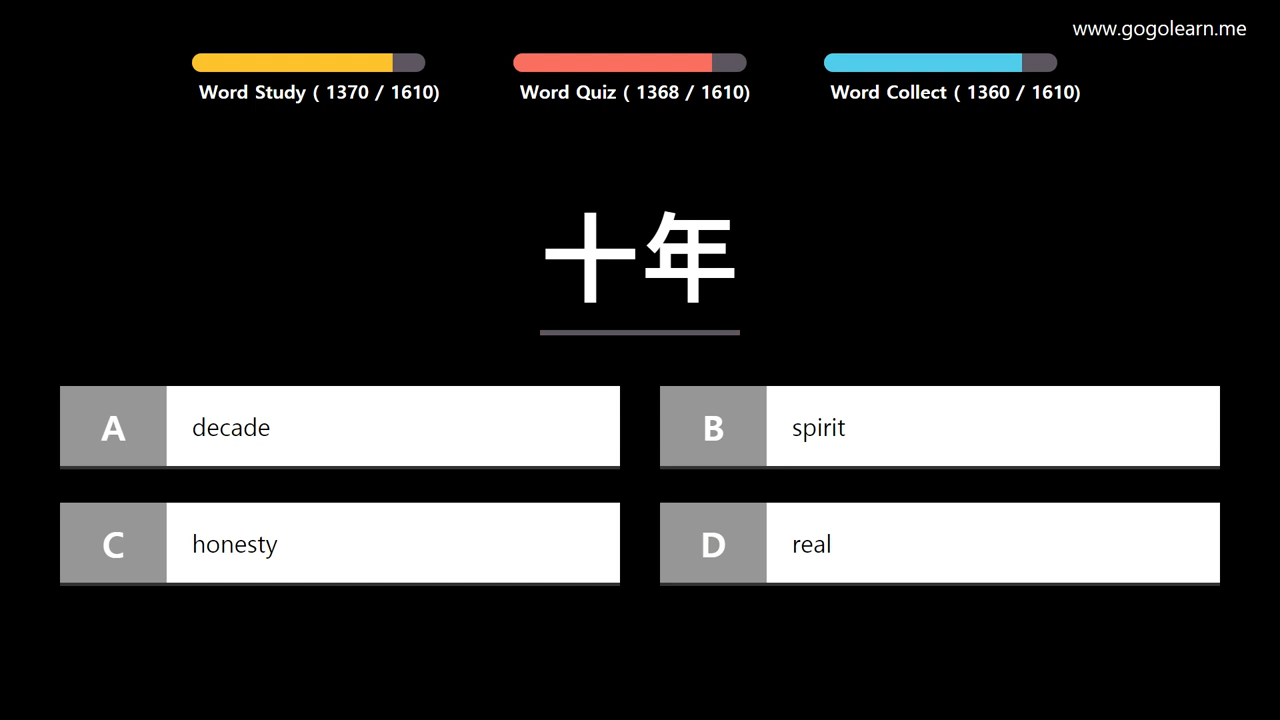 www.gogolearn.me
Word Study ( 1370 / 1610)
Word Quiz ( 1368 / 1610)
Word Collect ( 1360 / 1610)
十年
A decade
B spirit
C honesty
D real